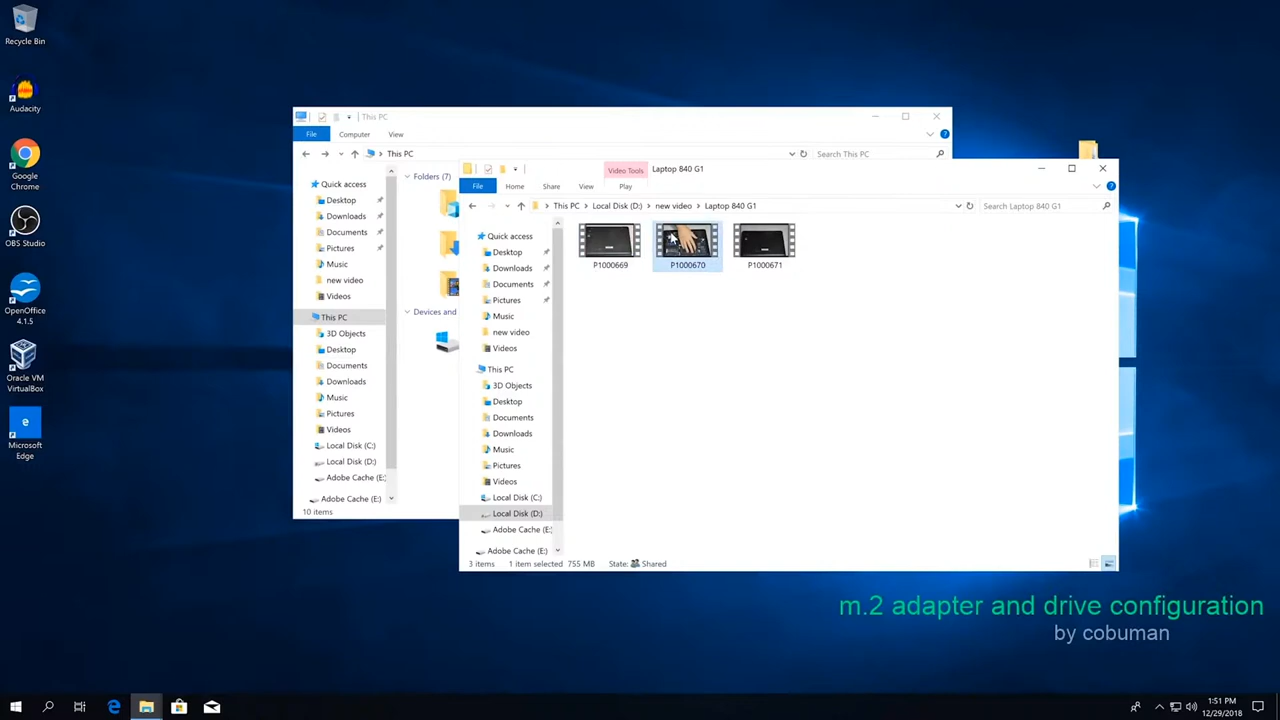 Recycle Bin
Audacity
Google
Chrome
OBS Studio
OpenOffice
4.1.5
Oracle VM
VirtualBox
Microsoft
Edge
This PC
File
Computer
View
This PC
Search This PC
Quick access
Desktop
Downloads
Documents
Pictures
Music
new video
Videos
This PC
3D Objects
Desktop
Documents
Downloads
Music
Pictures
Videos
Local Disk (C:)
Local Disk (D:)
Adobe Cache (E:
Adobe Cache (E:)
10 items
Folders (7)
Devices and
Video Tools
Laptop 840 G1
File
Home
Share
View
Play
This PC
Local Disk (D:)
new video
Laptop 840 G1
Search Laptop 840 G1
Quick access
Desktop
Downloads
Documents
Pictures
Music
new video
Videos
This PC
3D Objects
Desktop
Documents
Downloads
Music
Pictures
Videos
Local Disk (C:)
Local Disk (D:)
Adobe Cache (E:
Adobe Cache (E:)
P1000669
P1000670
P1000671
3 items
1 item selected 755 MB
State: Shared
m.2 adapter and drive configuration
by cobuman
1:51 PM
12/29/2018